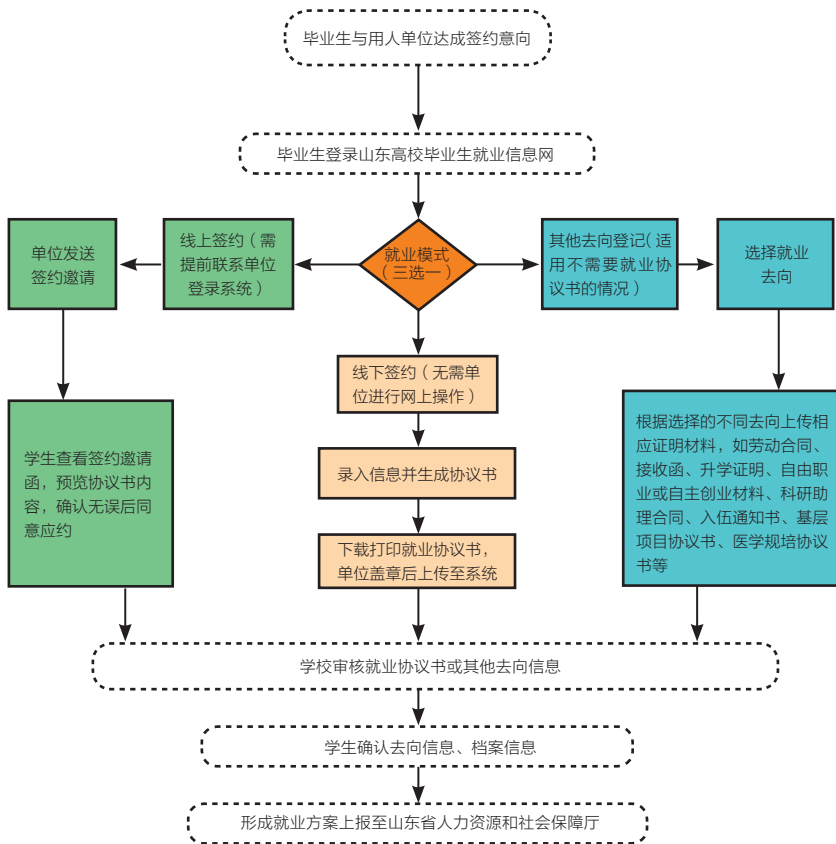 毕业生与用人单位达成签约意向
毕业生登录山东高校毕业生就业信息网
单位发送
签约邀请
线上签约（需
提前联系单位
登录系统）
就业模式
（三选一）
其他去向登记（适
用不需要就业协
议书的情况）
选择就业
去向
线下签约（无需单
位进行网上操作）
学生查看签约邀请
函，预览协议书内
容，确认无误后同
意应约
录入信息并生成协议书
下载打印就业协议书，
单位盖章后上传至系统
根据选择的不同去向上传相
应证明材料，如劳动合同、
接收函、升学证明、自由职
业或自主创业材料、科研助
理合同、入伍通知书、基层
项目协议书、医学规培协议
书等
学校审核就业协议书或其他去向信息
学生确认去向信息、档案信息
形成就业方案上报至山东省人力资源和社会保障厅